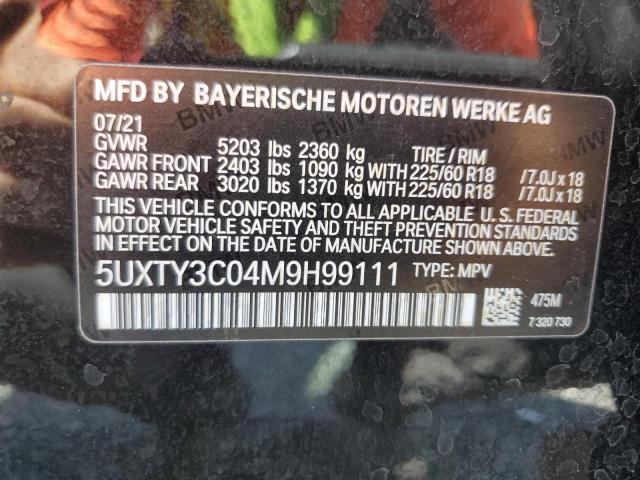 MFD BY BAYERISCHE MOTOREN WERKE AG
07/21
GVWR 5203 lbs 2360 kg TIRE / RIM
GAWR FRONT 2403 lbs 1090 kg WITH 225/60 R18 /7.0J x 18
GAWR REAR 3020 lbs 1370 kg WITH 225/60 R18 /7.0J x 18
THIS VEHICLE CONFORMS TO ALL APPLICABLE U. S. FEDERAL
MOTOR VEHICLE SAFETY AND THEFT PREVENTION STANDARDS
IN EFFECT ON THE DATE OF MANUFACTURE SHOWN ABOVE.
5UXTY3C04M9H99111 TYPE: MPV
475M
7 320 730